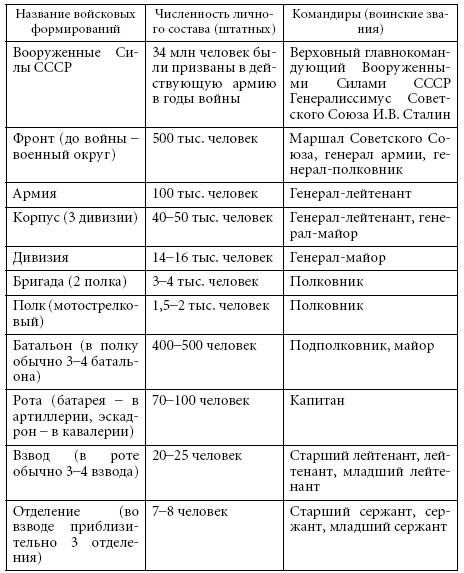 Название войсковых формирований | Численность личного состава (штатных) | Командиры (воинские звания)
Вооруженные Силы СССР | 34 млн человек были призваны в действующую армию в годы войны | Верховный главнокомандующий Вооруженными Силами СССР Генералиссимус Советского Союза И.В. Сталин
Фронт (до войны – военный округ) | 500 тыс. человек | Маршал Советского Союза, генерал армии, генерал-полковник
Армия | 100 тыс. человек | Генерал-лейтенант
Корпус (3 дивизии) | 40–50 тыс. человек | Генерал-лейтенант, генерал-майор
Дивизия | 14–16 тыс. человек | Генерал-майор
Бригада (2 полка) | 3–4 тыс. человек | Полковник
Полк (мотострелковый) | 1,5–2 тыс. человек | Полковник
Батальон (в полку обычно 3–4 батальона) | 400–500 человек | Подполковник, майор
Рота (батарея – в артиллерии, эскадрон – в кавалерии) | 70–100 человек | Капитан
Взвод (в роте обычно 3–4 взвода) | 20–25 человек | Старший лейтенант, лейтенант, младший лейтенант
Отделение (во взводе приблизительно 3 отделения) | 7–8 человек | Старший сержант, сержант, младший сержант